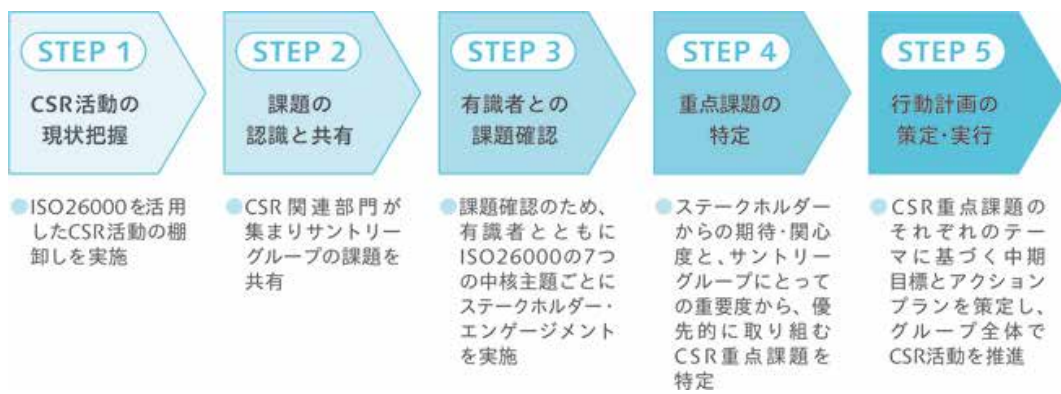 STEP 1
CSR活動の
現状把握
●ISO26000を活用
したCSR活動の棚
卸しを実施
STEP 2
課題の
認識と共有
●CSR関連部門が
集まりサントリー
グループの課題を
共有
STEP 3
有識者との
課題確認
●課題確認のため、
有識者とともに
ISO26000の7つ
の中核主題ごとに
ステークホルダー・
エンゲージメント
を実施
STEP 4
重点課題の
特定
●ステークホルダー
からの期待・関心
度と、サントリー
グループにとって
の重要度から、優
先的に取り組む
CSR重点課題を
特定
STEP 5
行動計画の
策定・実行
●CSR重点課題の
それぞれのテー
マに基づく中期
目標とアクション
プランを策定し、
グループ全体で
CSR活動を推進